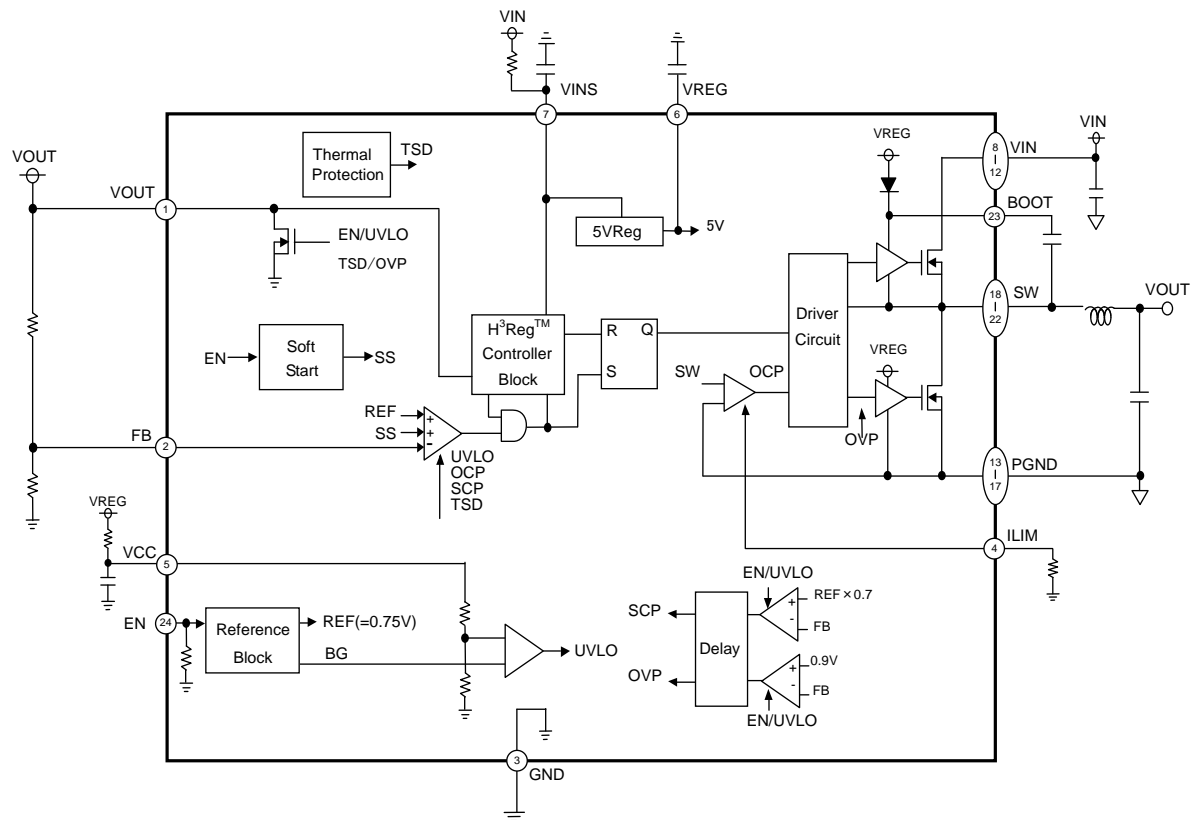 VIN
VINS
7
VREG
6
VOUT
VOUT
1
Thermal
Protection
TSD
EN/UVLO
TSD/OVP
5VReg
5V
VREG
8
12
VIN
VIN
BOOT
23
18
22
SW
VOUT
Driver
Circuit
EN
Soft
Start
SS
H³Reg™
Controller
Block
R
Q
S
SW
OCP
VREG
OVP
REF
SS
+
+
-
UVLO
OCP
SCP
TSD
FB
2
13
17
PGND
VREG
VCC
5
4
ILIM
EN
24
Reference
Block
REF(=0.75V)
BG
UVLO
EN/UVLO
SCP
Delay
OVP
+
-
REF×0.7
FB
+
-
0.9V
FB
EN/UVLO
3
GND